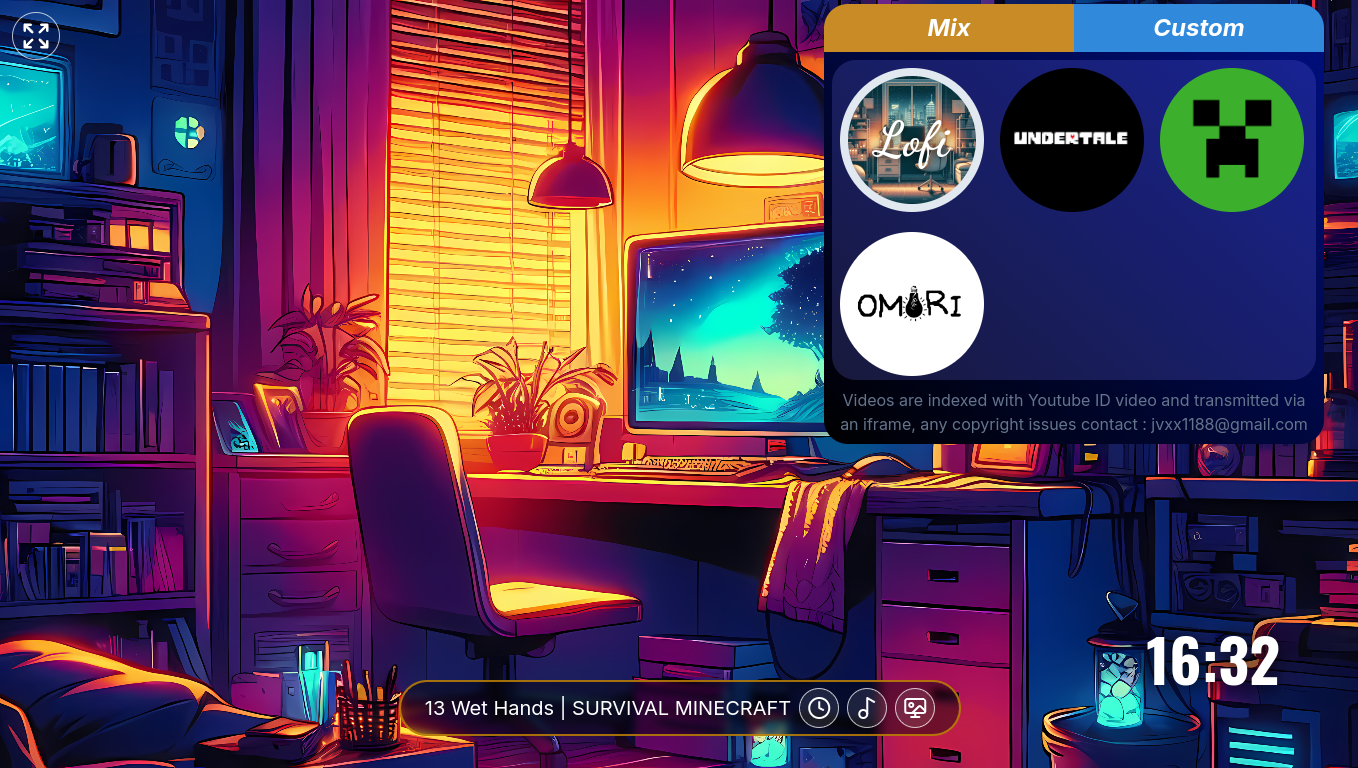 Mix
Custom
Lofi
UNDERTALE
OMORI
Videos are indexed with Youtube ID video and transmitted via
an iframe, any copyright issues contact : jvxx1188@gmail.com
16:32
13 Wet Hands | SURVIVAL MINECRAFT